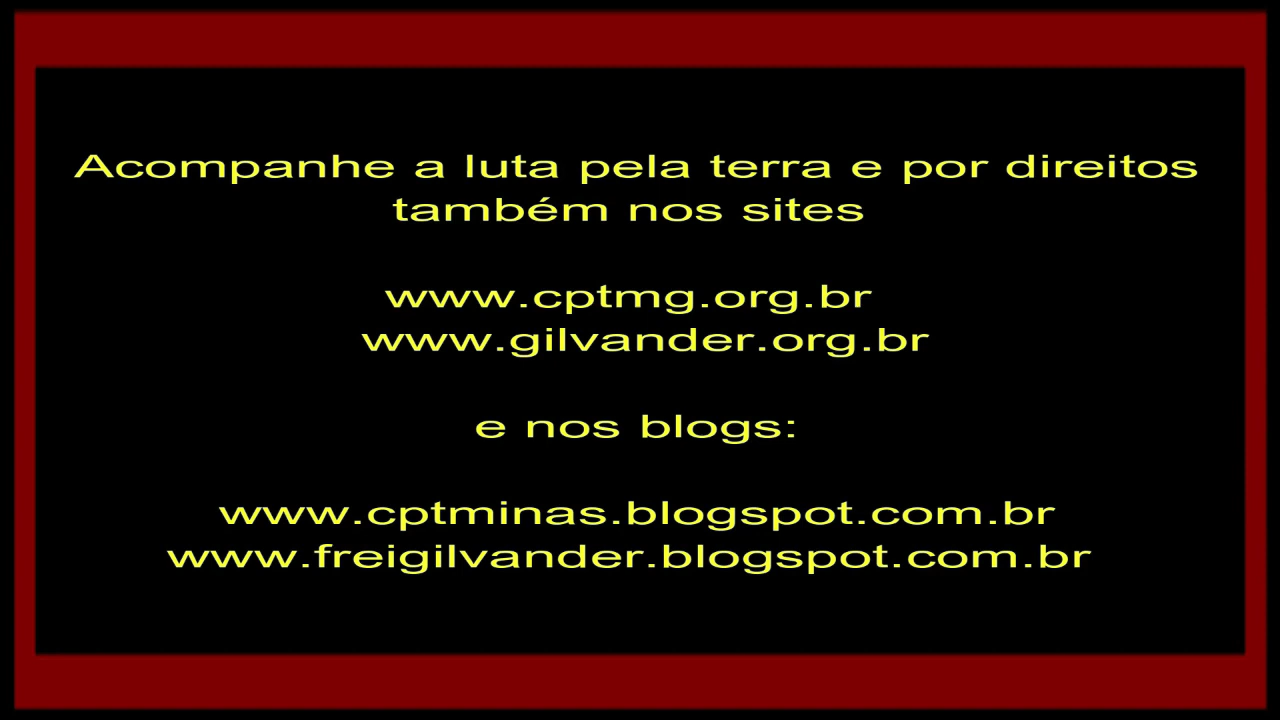 Acompanhe a luta pela terra e por direitos
também nos sites
www.cptmg.org.br
www.gilvander.org.br
e nos blogs:
www.cptminas.blogspot.com.br
www.freigilvander.blogspot.com.br